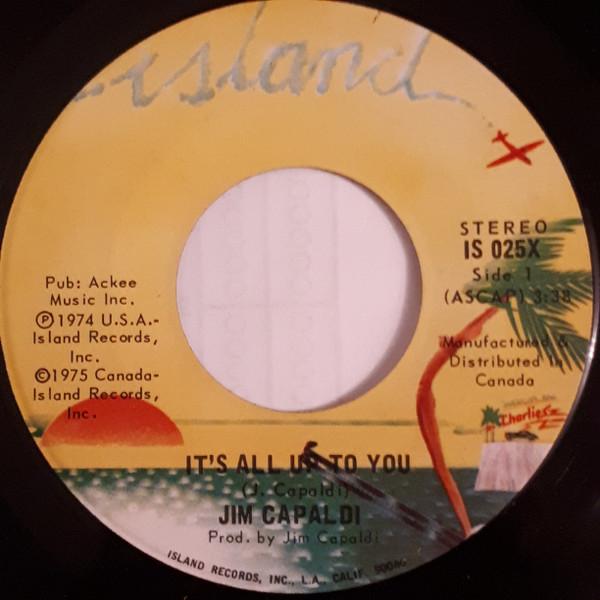 island
STEREO
IS 025X
Side 1
(ASCAP) 3:38
Pub: Ackee
Music Inc.
Ⓟ1974 U.S.A.-
Island Records,
Inc.
©1975 Canada-
Island Records,
Inc.
Manufactured &
Distributed In
Canada
Charlie's
IT'S ALL UP TO YOU
(J. Capaldi)
JIM CAPALDI
Prod. by Jim Capaldi
ISLAND RECORDS, INC., L.A., CALIF. 90046